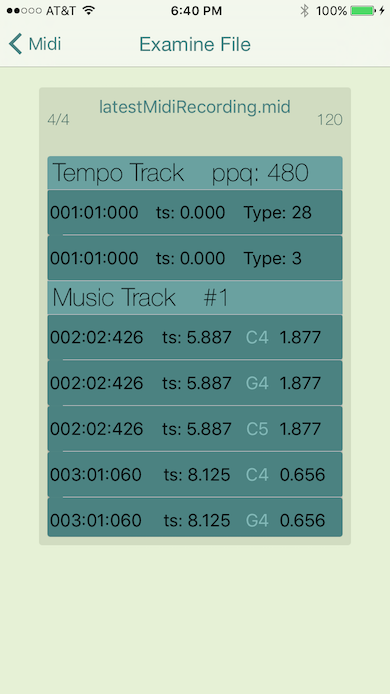 AT&T 6:40 PM 100%
Midi Examine File
latestMidiRecording.mid
4/4 120
Tempo Track ppq: 480
001:01:000 ts: 0.000 Type: 28
001:01:000 ts: 0.000 Type: 3
Music Track #1
002:02:426 ts: 5.887 C4 1.877
002:02:426 ts: 5.887 G4 1.877
002:02:426 ts: 5.887 C5 1.877
003:01:060 ts: 8.125 C4 0.656
003:01:060 ts: 8.125 G4 0.656